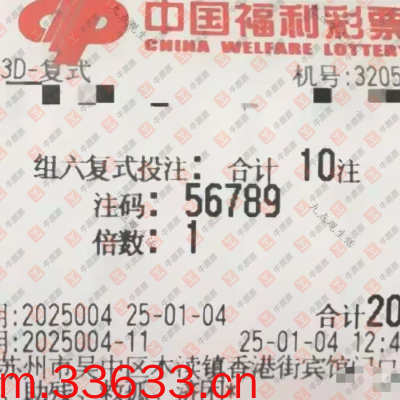 中国福利彩票
CHINA WELFARE LOTTERY
3D-复式 机号:3205
组六复式投注: 合计 10注
注码: 56789
倍数: 1
期:2025004 25-01-04 合计20
期:2025004-11 25-01-04 12:4
苏州市吴中区木渎镇香港街宾馆门口
m.33633.cn